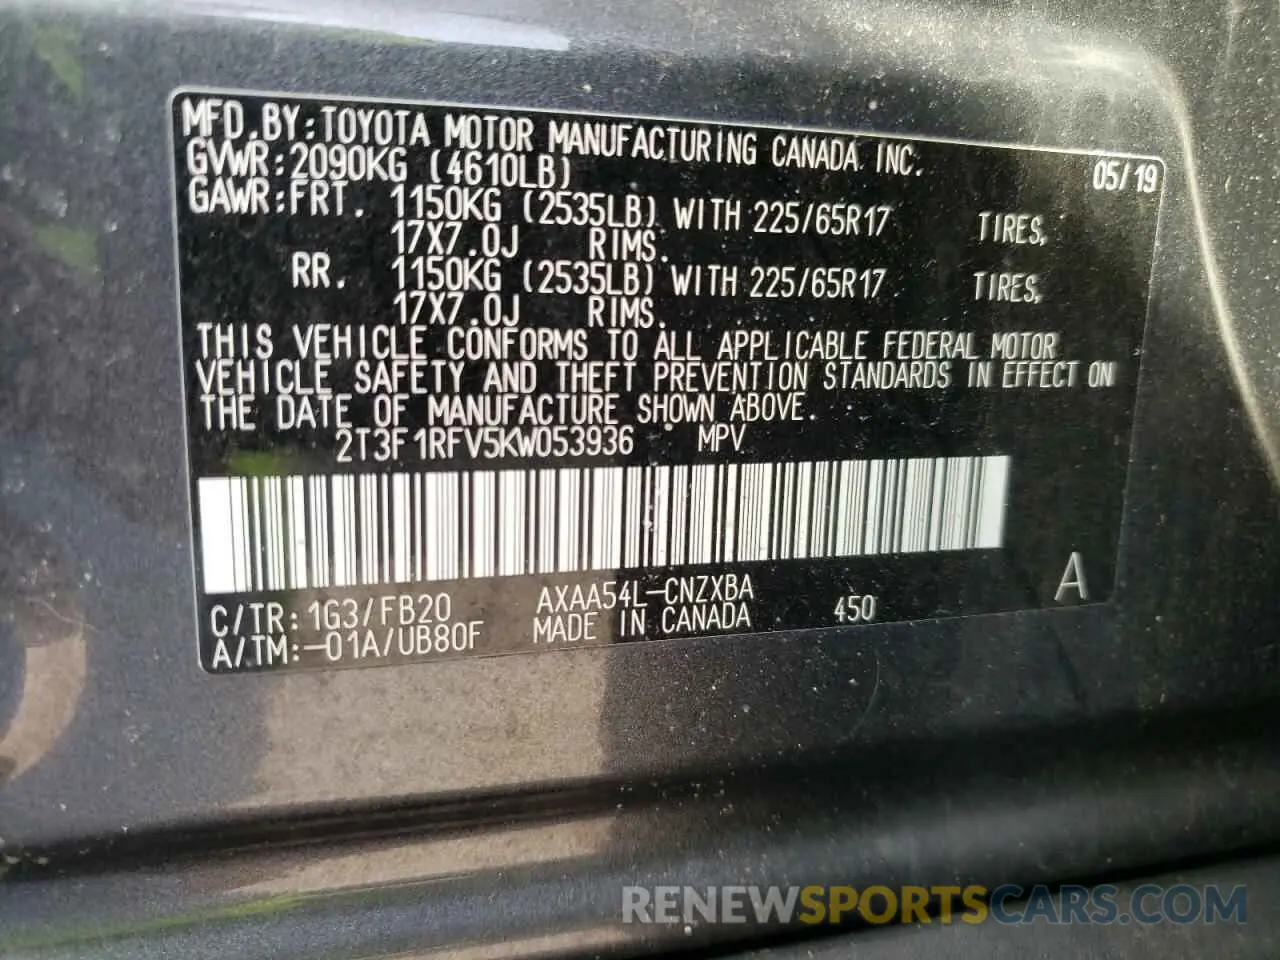 MFD.BY:TOYOTA MOTOR MANUFACTURING CANADA INC. 05/19
GVWR:2090KG (4610LB)
GAWR:FRT. 1150KG (2535LB) WITH 225/65R17 TIRES,
17X7.0J RIMS.
RR. 1150KG (2535LB) WITH 225/65R17 TIRES,
17X7.0J RIMS.
THIS VEHICLE CONFORMS TO ALL APPLICABLE FEDERAL MOTOR
VEHICLE SAFETY AND THEFT PREVENTION STANDARDS IN EFFECT ON
THE DATE OF MANUFACTURE SHOWN ABOVE.
2T3F1RFV5KW053936 MPV
C/TR:1G3/FB20 AXAA54L-CNZXBA 450 A
A/TM:-01A/UB80F MADE IN CANADA
RENEWSPORTSCARS.COM